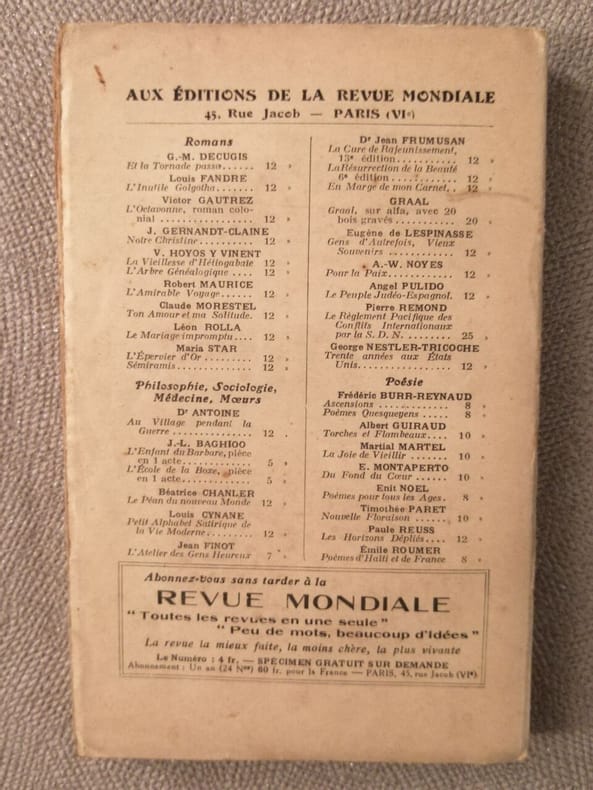 AUX ÉDITIONS DE LA REVUE MONDIALE
45, Rue Jacob — PARIS (VIe)
Romans
G.-M. DECUGIS
Et la Tornade passa...... 12 »
Louis FANDRE
L'Inutile Golgotha....... 12 »
Victor GAUTREZ
L'Octavonne, roman colo-
nial ................ 12 »
J. GERNANDT-CLAINE
Notre Christine.......... 12 »
V. HOYOS Y VINENT
La Vieillesse d'Héliogabale 12 »
L'Arbre Généalogique .... 12 »
Robert MAURICE
L'Amirable Voyage...... 12 »
Claude MORESTEL
Ton Amour et ma Solitude. 12 »
Léon ROLLA
Le Mariage impromptu.... 12 »
Maria STAR
L'Épervier d'Or .......... 12 »
Sémiramis ............... 12 »
Philosophie, Sociologie,
Médecine, Mœurs
Dr ANTOINE
Au Village pendant la
Guerre ............... 12 .
J.-L. BAGHIOO
L'Enfant du Barbare, pièce
en 1 acte............. 5 »
L'École de la Boxe, pièce
en 1 acte............. 5 »
Béatrice CHANLER
Le Péan du nouveau Monde 12 »
Louis CYNANE
Petit Alphabet Satirique de
la Vie Moderne......... 12 »
Jean FINOT
L'Atelier des Gens Heureux 7 »
Dr Jean FRUMUSAN
La Cure de Rajeunissement,
13e édition........... 12 »
La Résurrection de la Beauté
6e édition............ 12 »
En Marge de mon Carnet.. 12 »
GRAAL
Graal, sur alfa, avec 20
bois gravés ........... 20 »
Eugène de LESPINASSE
Gens d'Autrefois, Vieux
Souvenirs ............ 12 »
A.-W. NOYES
Pour la Paix............ 12 »
Angel PULIDO
Le Peuple Judéo-Espagnol. 12 »
Pierre REMOND
Le Règlement Pacifique des
Conflits Internationaux
par la S. D. N. ........ 25 »
George NESTLER-TRICOCHE
Trente années aux États
Unis................. 12 »
Poésie
Frédéric BURR-REYNAUD
Ascensions .............. 8 »
Poèmes Quesqueyens ..... 8 »
Albert GUIRAUD
Torches et Flambeaux.... 10 »
Martial MARTEL
La Joie de Vieillir ....... 10 »
E. MONTAPERTO
Du Fond du Cœur ....... 10 »
Enit NOEL
Poèmes pour tous les Ages. 8 »
Timothée PARET
Nouvelle Floraison ...... 10 »
Paule REUSS
Les Horizons Dépliés.... 12 »
Émile ROUMER
Poèmes d'Haïti et de France 8 »
Abonnez-vous sans tarder à la
REVUE MONDIALE
"Toutes les revues en une seule"
"Peu de mots, beaucoup d'idées"
La revue la mieux faite, la moins chère, la plus vivante
Le Numéro : 4 fr. — SPECIMEN GRATUIT SUR DEMANDE
Abonnement : Un an (24 Nos) 60 fr. pour la France — PARIS, 45, rue Jacob (VIe)